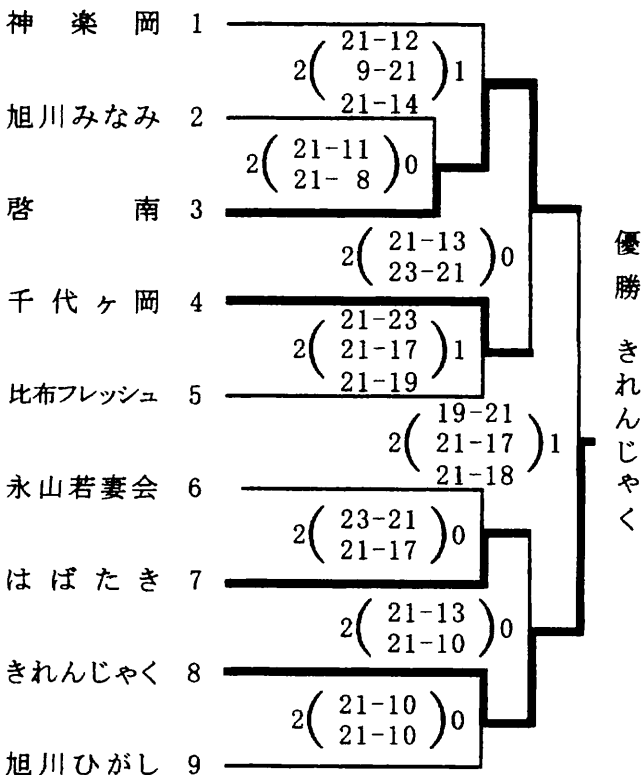 神楽岡 1
2(21-12 9-21 21-14)1
旭川みなみ 2
2(21-11 21- 8)0
啓南 3
2(21-13 23-21)0
千代ヶ岡 4
2(21-23 21-17 21-19)1
比布フレッシュ 5
2(19-21 21-17 21-18)1
永山若妻会 6
2(23-21 21-17)0
はばたき 7
2(21-13 21-10)0
きれんじゃく 8
2(21-10 21-10)0
旭川ひがし 9
優勝 きれんじゃく